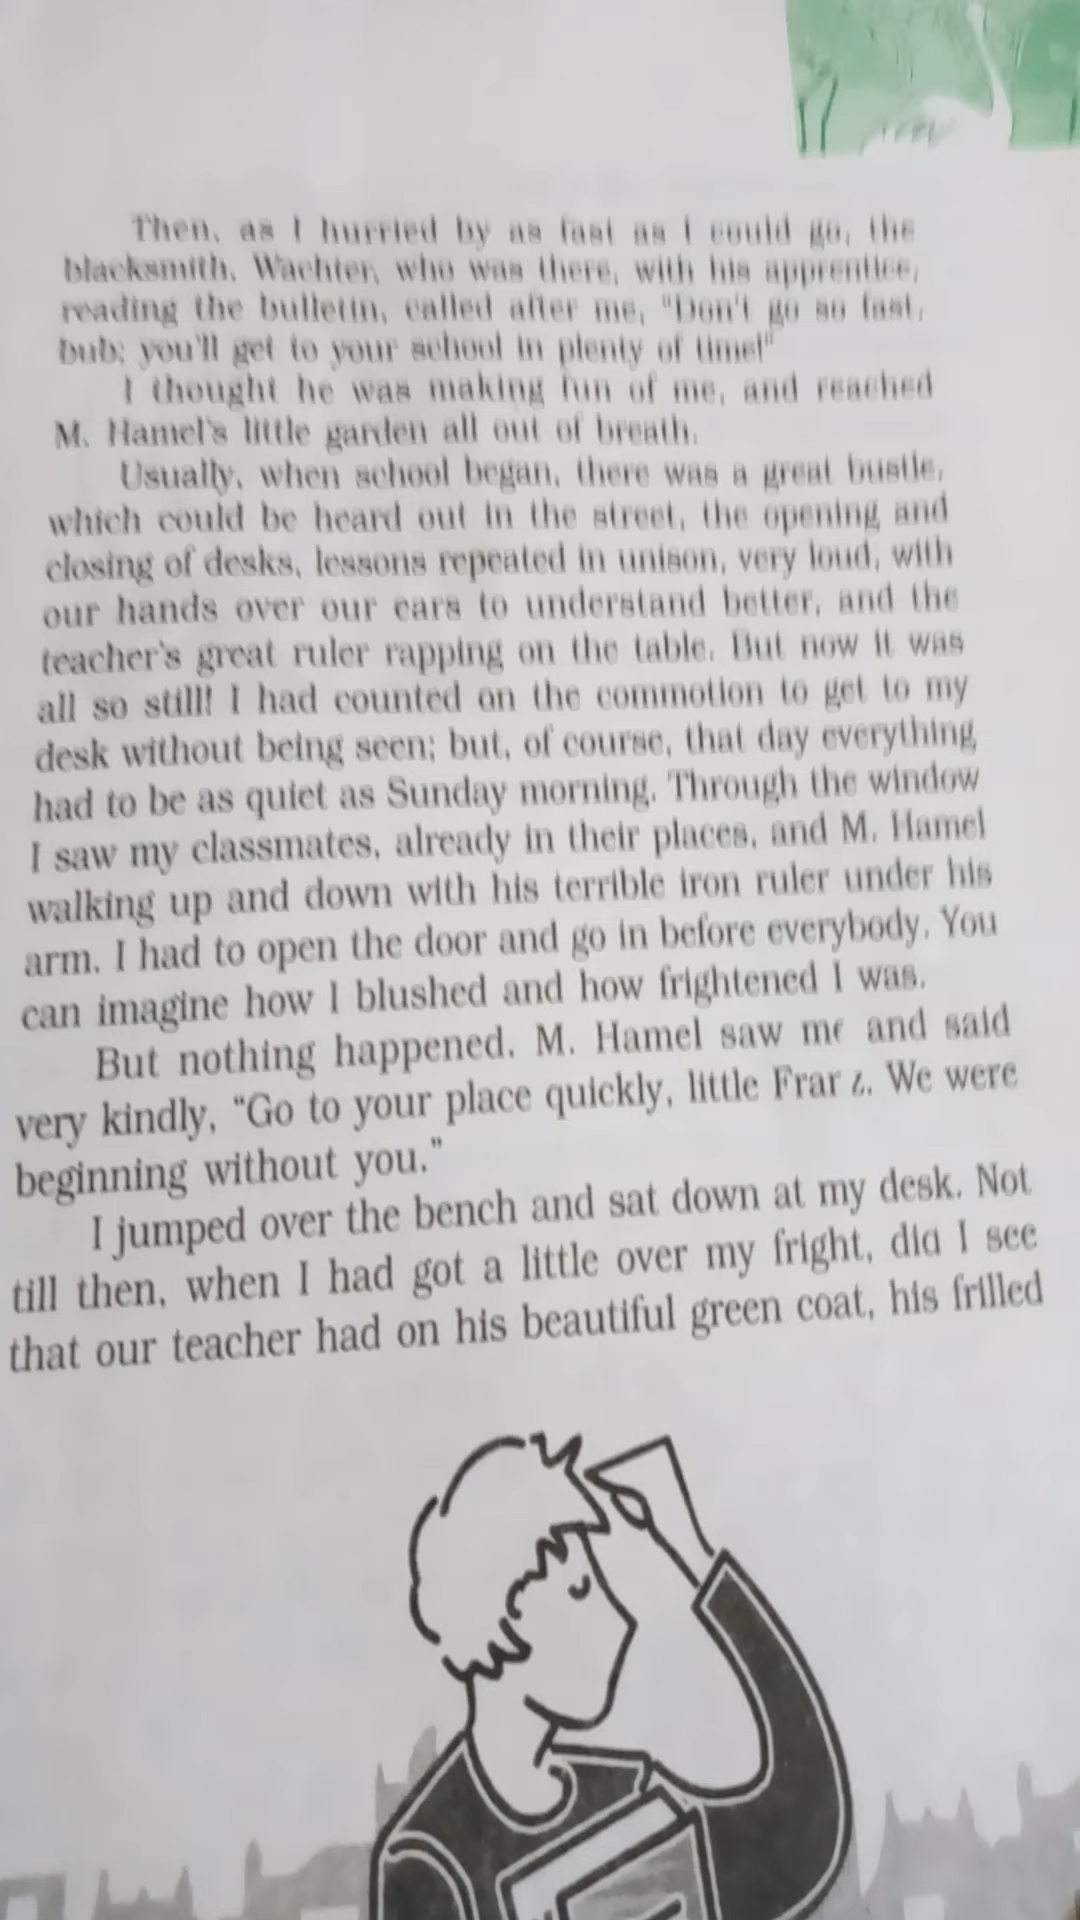 Then, as I hurried by as fast as I could go, the
blacksmith, Wachter, who was there, with his apprentice,
reading the bulletin, called after me, "Don't go so fast,
bub; you'll get to your school in plenty of time!"
I thought he was making fun of me, and reached
M. Hamel's little garden all out of breath.
Usually, when school began, there was a great bustle,
which could be heard out in the street, the opening and
closing of desks, lessons repeated in unison, very loud, with
our hands over our ears to understand better, and the
teacher's great ruler rapping on the table. But now it was
all so still! I had counted on the commotion to get to my
desk without being seen; but, of course, that day everything
had to be as quiet as Sunday morning. Through the window
I saw my classmates, already in their places, and M. Hamel
walking up and down with his terrible iron ruler under his
arm. I had to open the door and go in before everybody. You
can imagine how I blushed and how frightened I was.
But nothing happened. M. Hamel saw me and said
very kindly, "Go to your place quickly, little Franz. We were
beginning without you."
I jumped over the bench and sat down at my desk. Not
till then, when I had got a little over my fright, did I see
that our teacher had on his beautiful green coat, his frilled